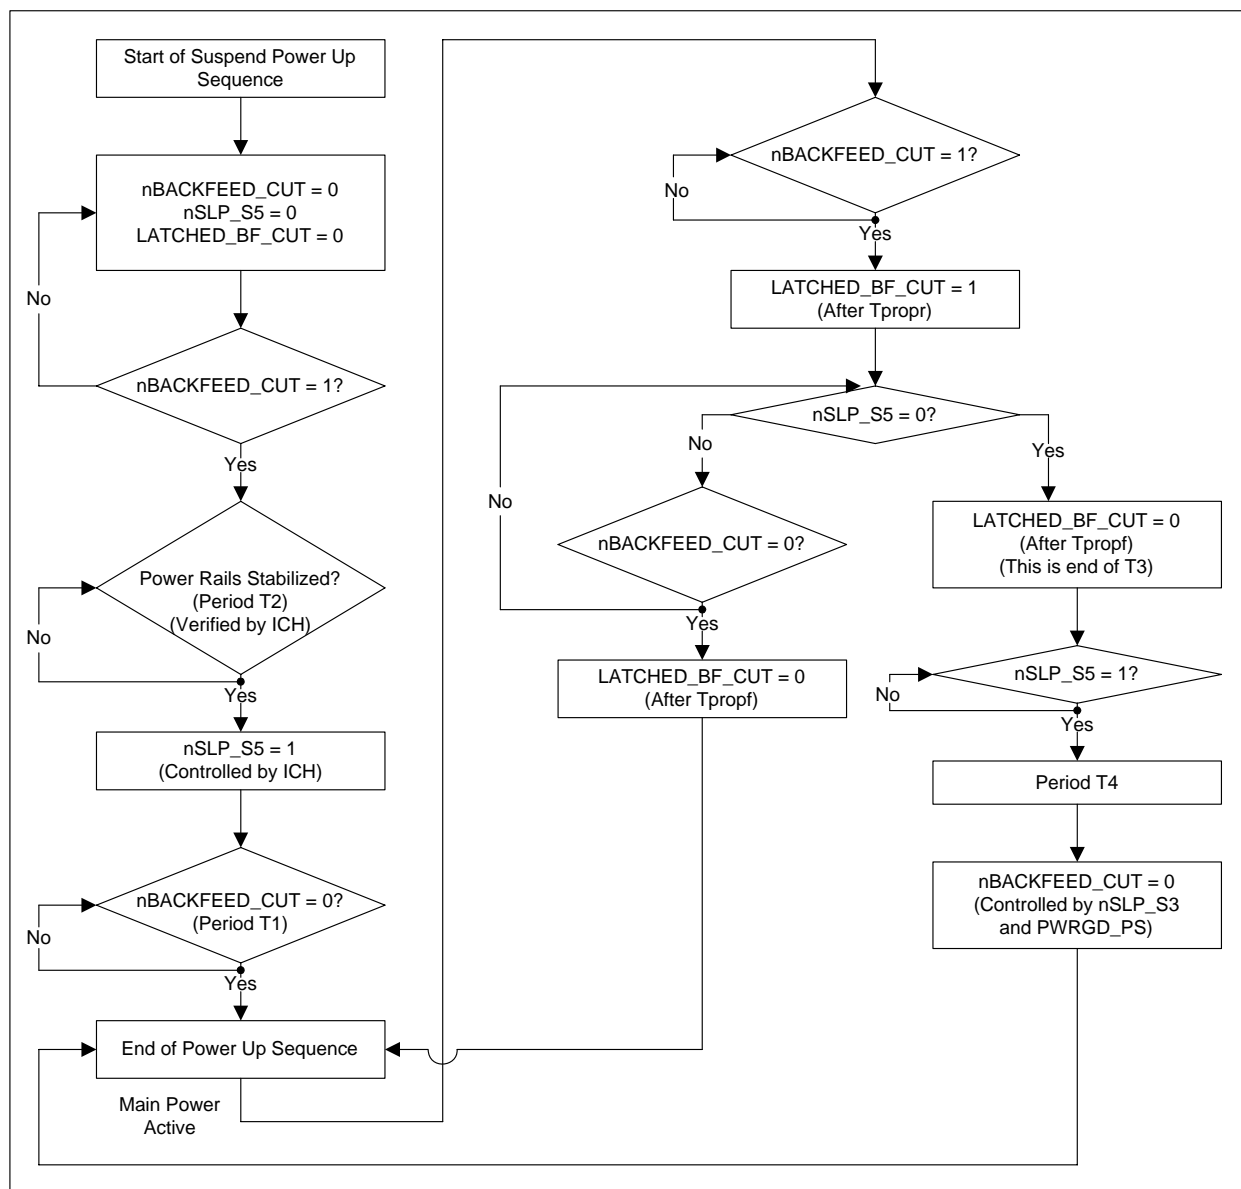 Start of Suspend Power Up
Sequence
nBACKFEED_CUT = 0
nSLP_S5 = 0
LATCHED_BF_CUT = 0
No
nBACKFEED_CUT = 1?
Yes
Power Rails Stabilized?
(Period T2)
(Verified by ICH)
No
Yes
nSLP_S5 = 1
(Controlled by ICH)
nBACKFEED_CUT = 0?
(Period T1)
No
Yes
End of Power Up Sequence
Main Power
Active
nBACKFEED_CUT = 1?
No
Yes
LATCHED_BF_CUT = 1
(After Tpropr)
nSLP_S5 = 0?
No
Yes
No
nBACKFEED_CUT = 0?
Yes
LATCHED_BF_CUT = 0
(After Tpropf)
LATCHED_BF_CUT = 0
(After Tpropf)
(This is end of T3)
nSLP_S5 = 1?
No
Yes
Period T4
nBACKFEED_CUT = 0
(Controlled by nSLP_S3
and PWRGD_PS)